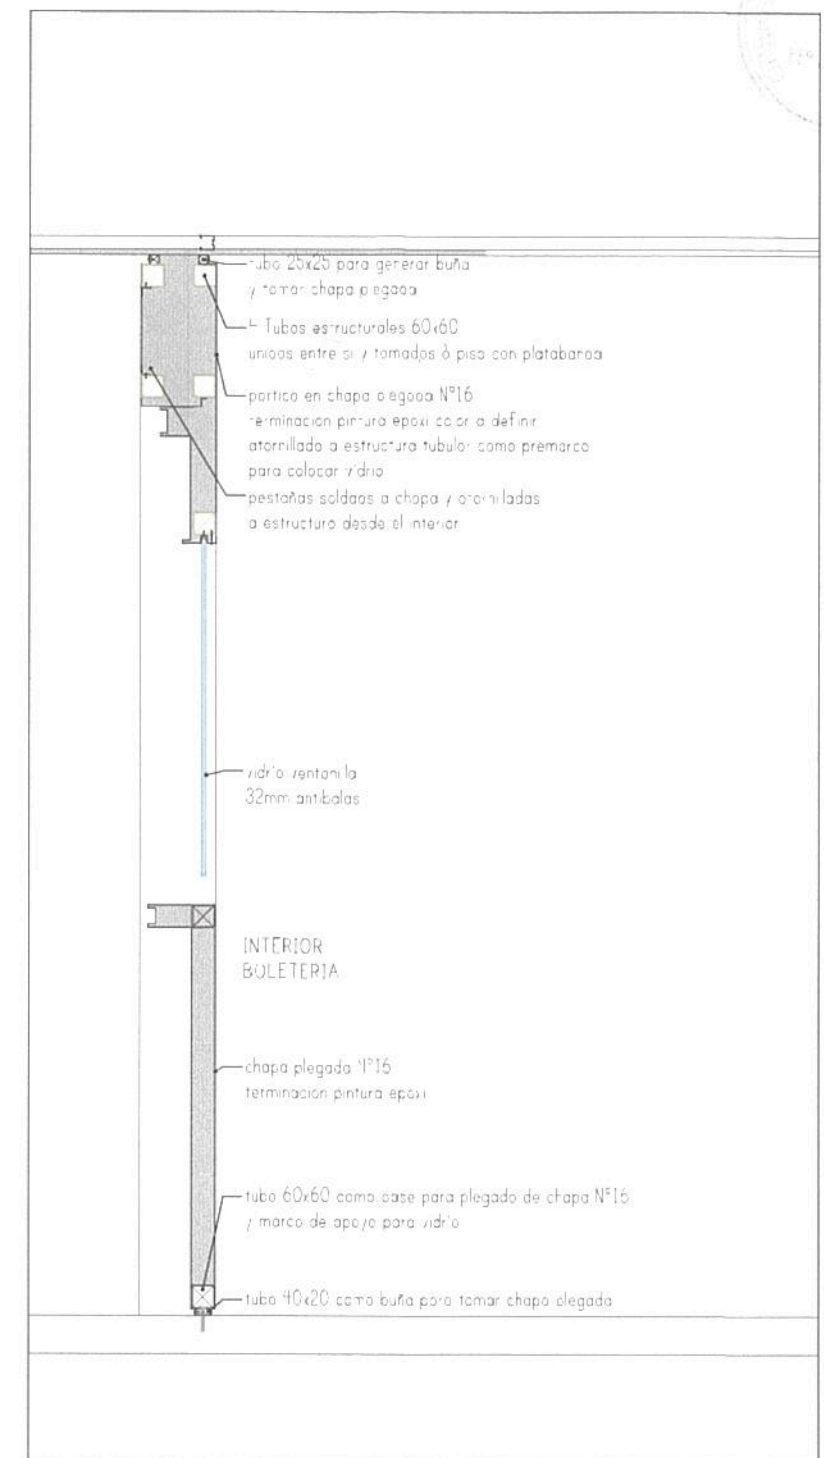 tubo 25x25 para generar buña
y tomar chapa plegada
4 Tubos estructurales 60x60
unidos entre si y tomados a piso con platabanda
portico en chapa plegada N°16
terminacion pintura epoxi color a definir
atornillado a estructura tubular como premarco
para colocar vidrio
pestañas soldads a chapa y atornilladas
a estructura desde el interior
vidrio ventanilla
32mm antibalas
INTERIOR
BOLETERIA
chapa plegada N°16
terminacion pintura epoxi
tubo 60x60 como base para plegado de chapa N°16
y marco de apoyo para vidrio
tubo 40x20 como buña para tomar chapa plegada